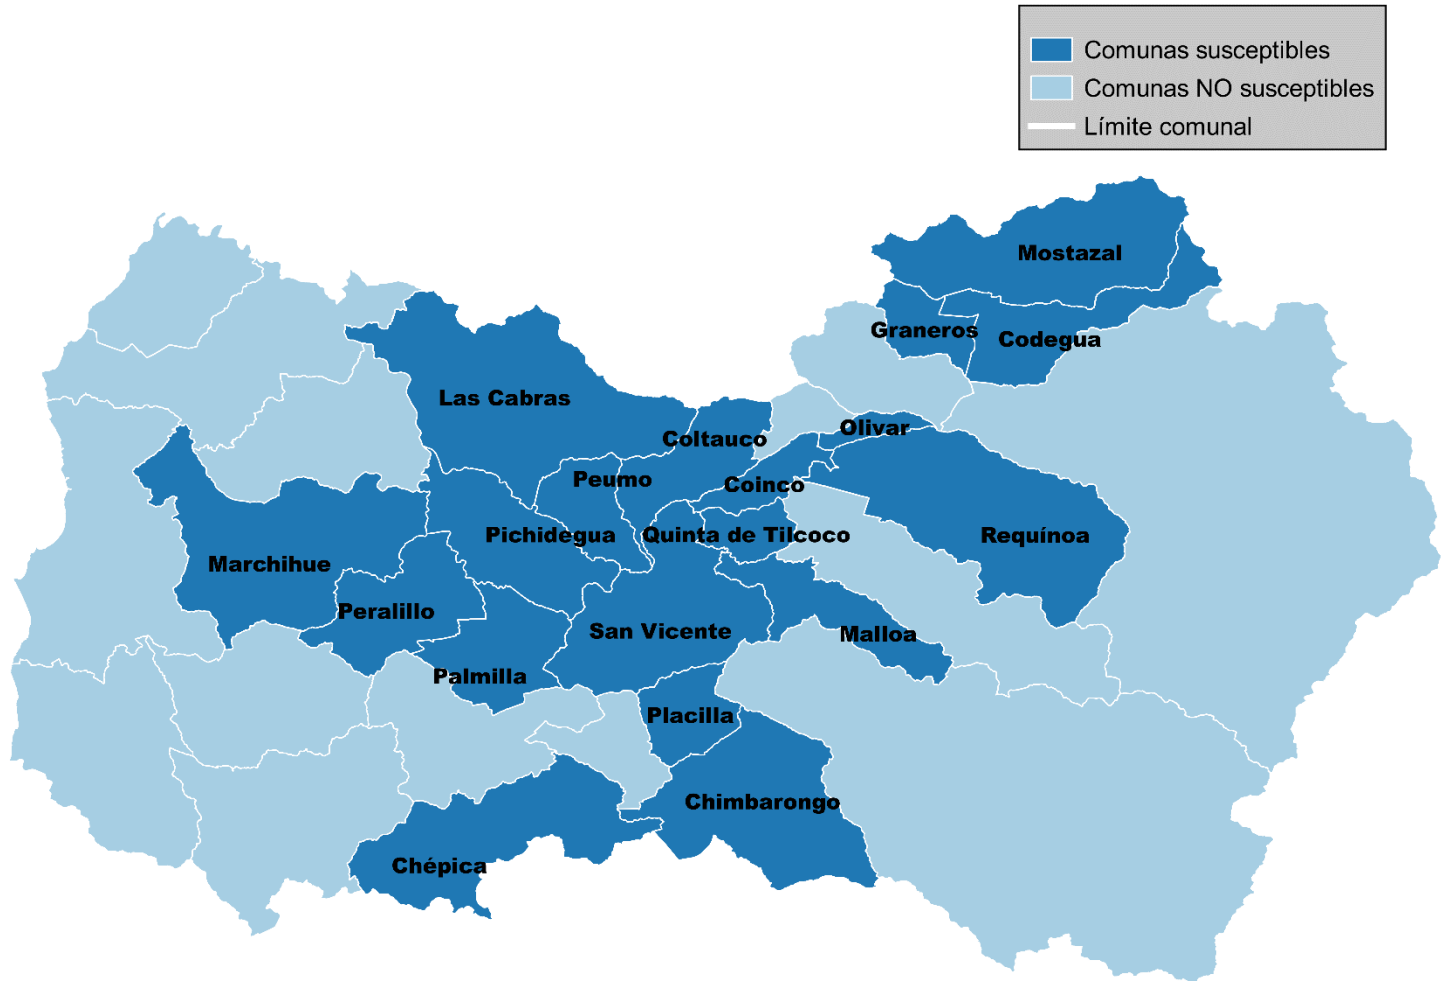 Comunas susceptibles
Comunas NO susceptibles
Límite comunal
Mostazal
Graneros
Codegua
Las Cabras
Coltauco
Olivar
Peumo
Coinco
Pichidegua
Quinta de Tilcoco
Requínoa
Marchihue
Peralillo
San Vicente
Malloa
Palmilla
Placilla
Chimbarongo
Chépica